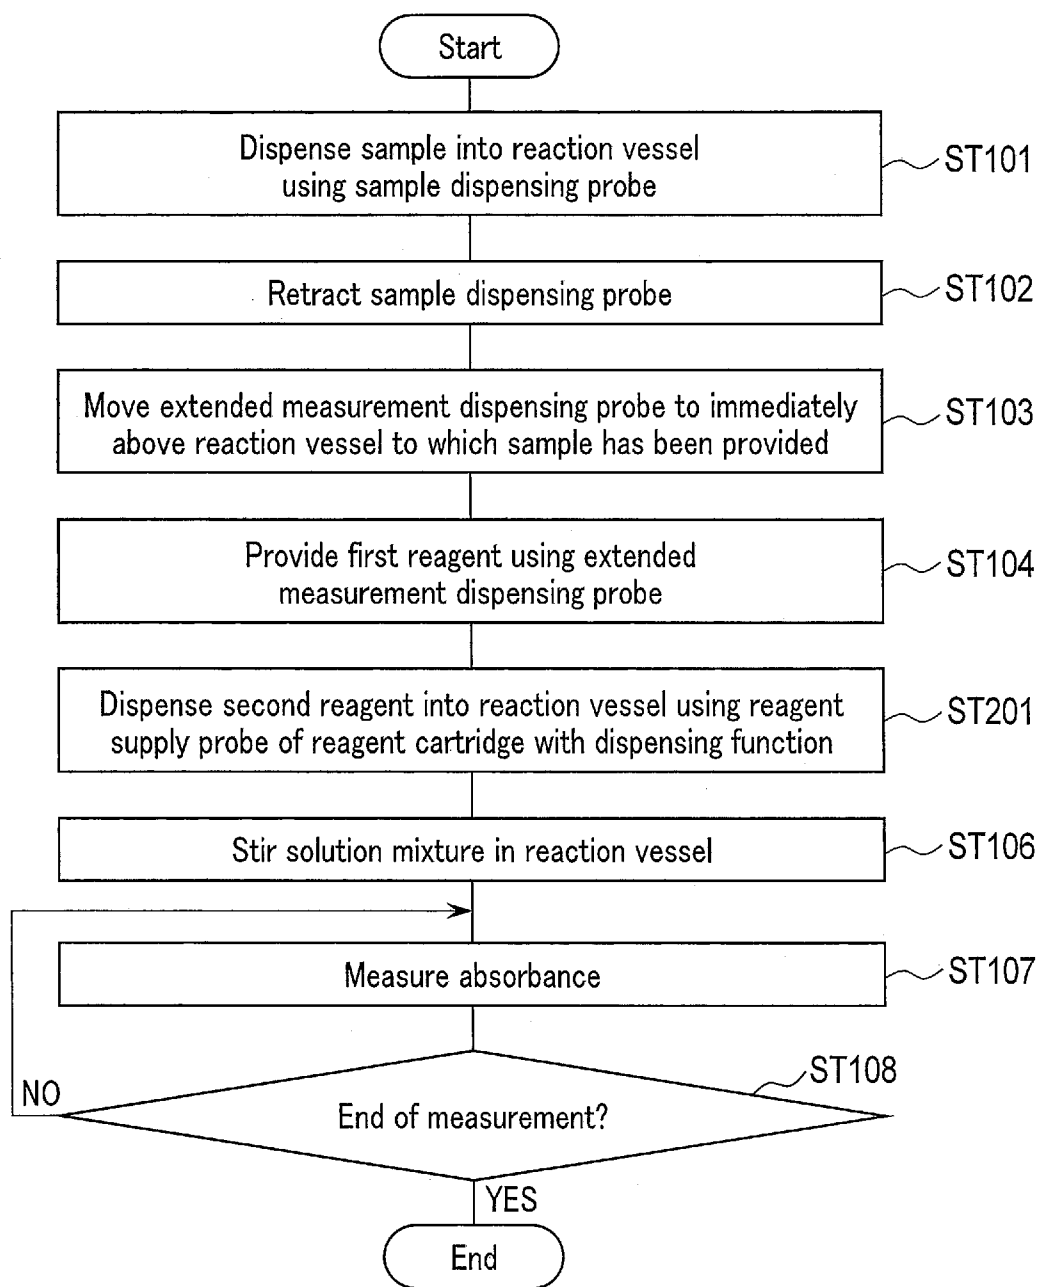 Start
Dispense sample into reaction vessel
using sample dispensing probe
ST101
Retract sample dispensing probe
ST102
Move extended measurement dispensing probe to immediately
above reaction vessel to which sample has been provided
ST103
Provide first reagent using extended
measurement dispensing probe
ST104
Dispense second reagent into reaction vessel using reagent
supply probe of reagent cartridge with dispensing function
ST201
Stir solution mixture in reaction vessel
ST106
Measure absorbance
ST107
ST108
NO
End of measurement?
YES
End